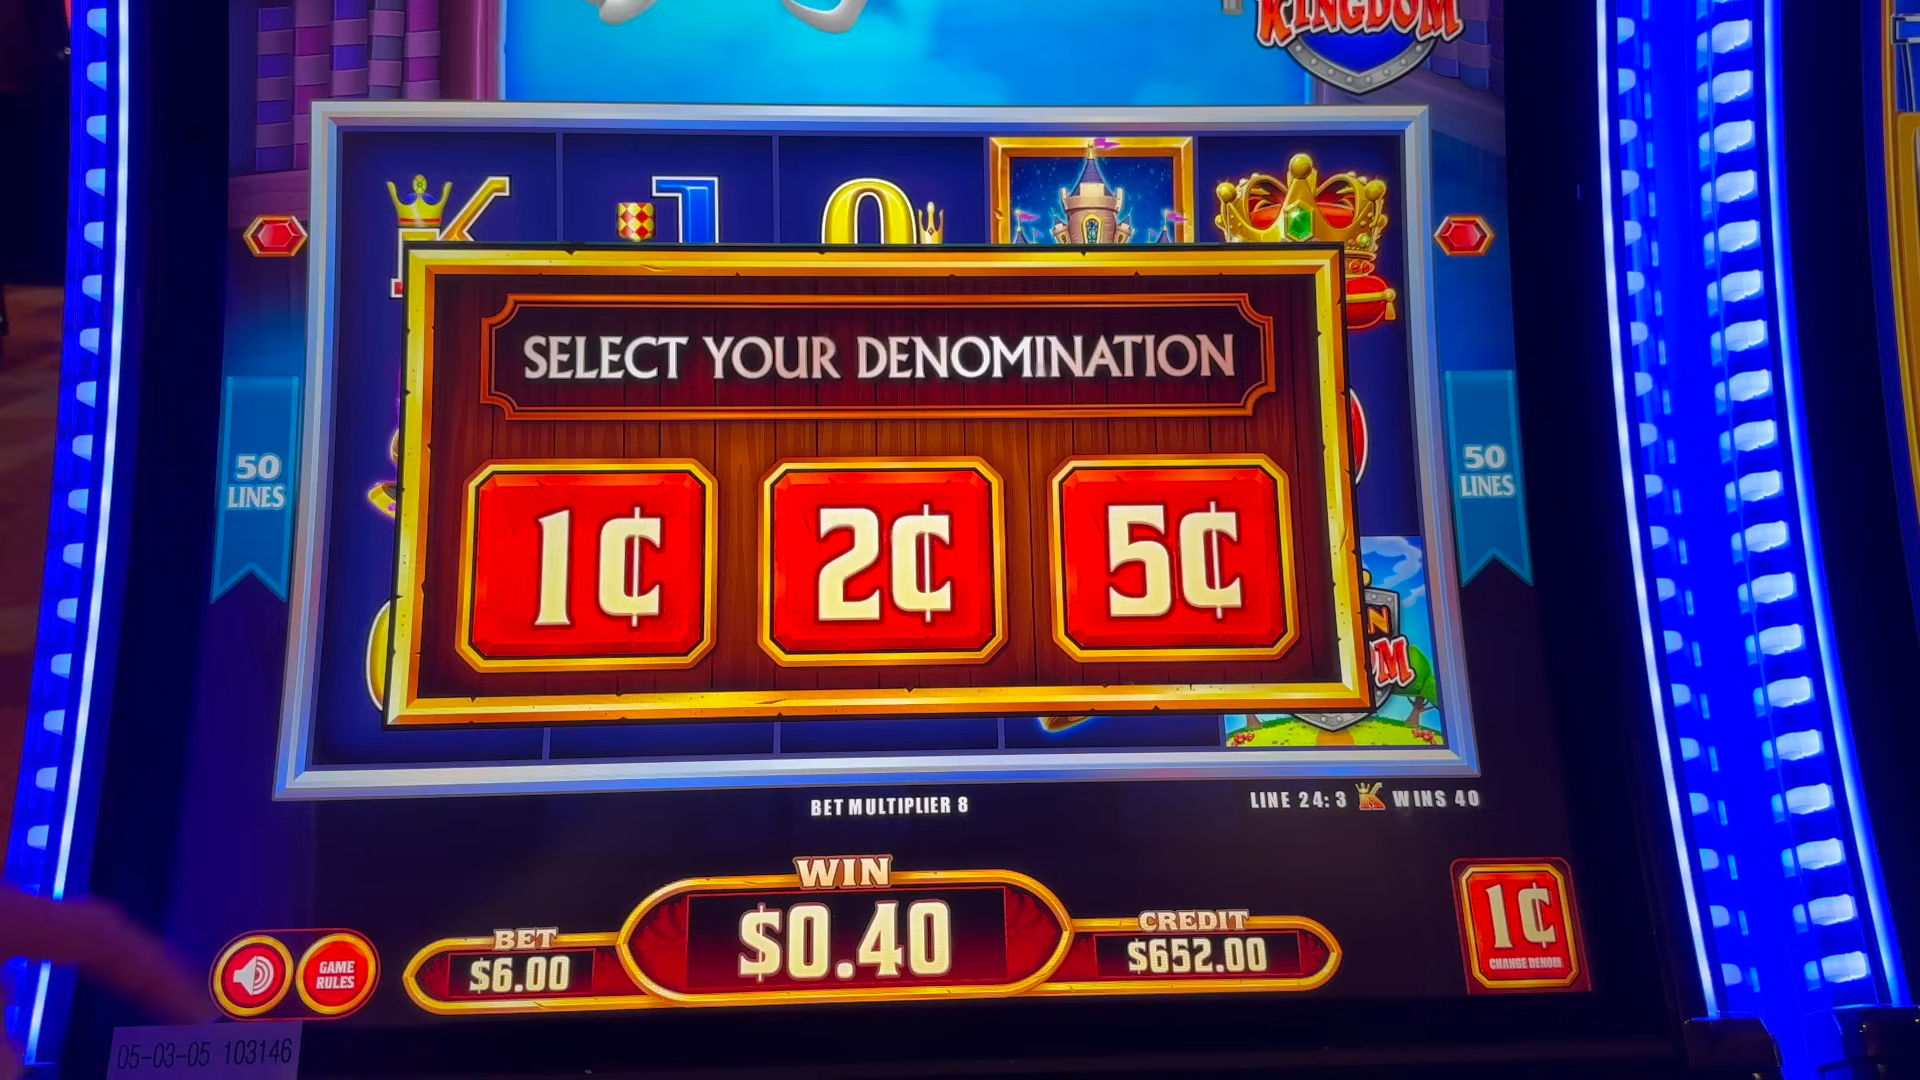 KINGDOM
K
10
SELECT YOUR DENOMINATION
50
LINES
1¢
2¢
5¢
50
LINES
N
M
BET MULTIPLIER 8
LINE 24: 3 K WINS 40
WIN
$0.40
BET
$6.00
CREDIT
$652.00
GAME
RULES
1¢
CHANGE DENOM
05-03-05 103146